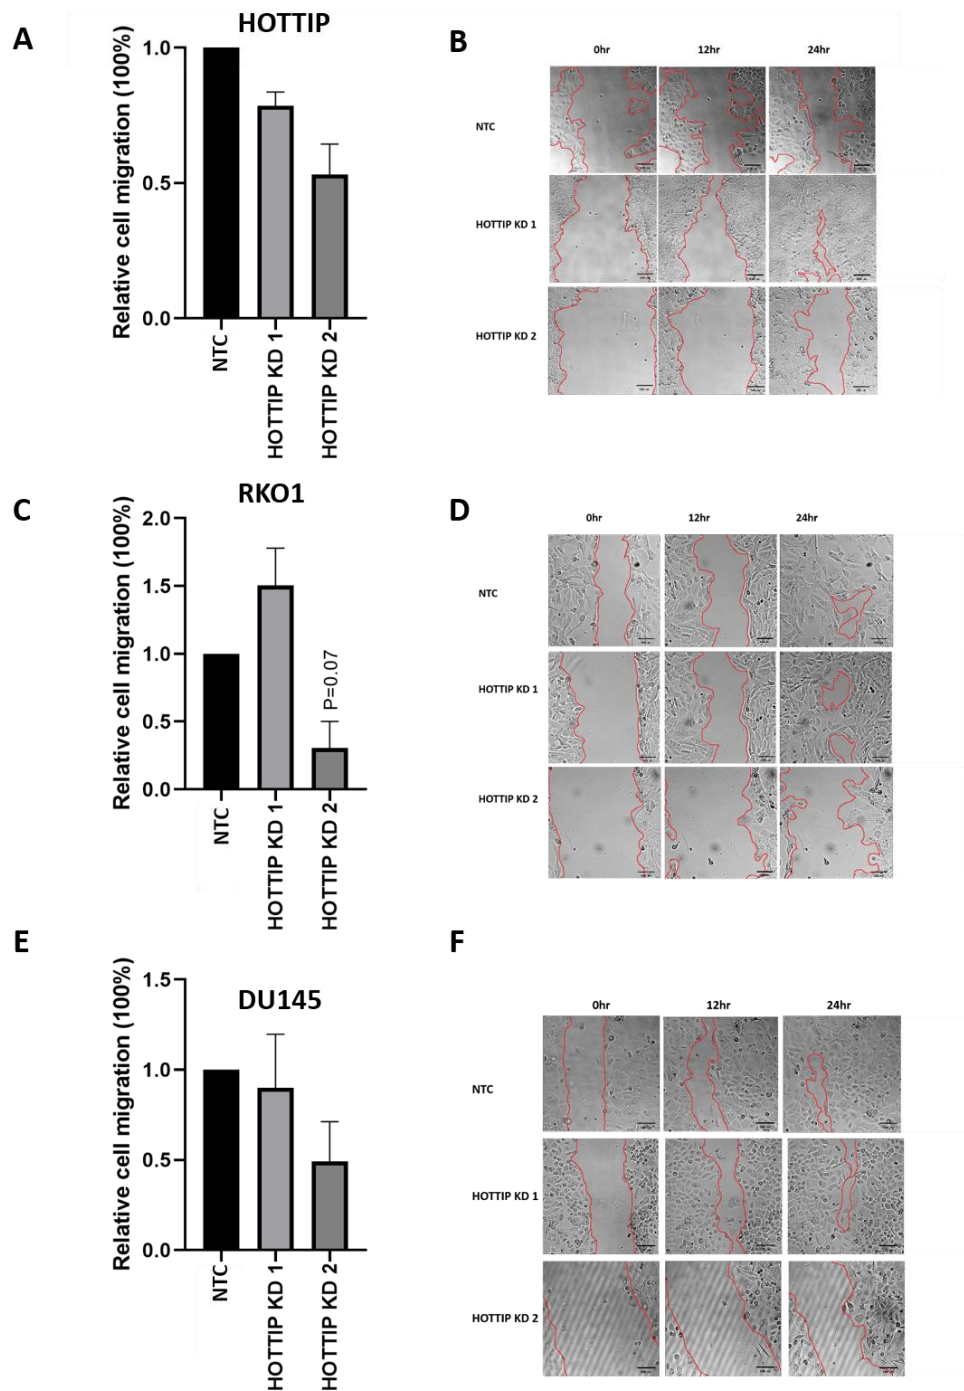 A
HOTTIP
Relative cell migration (100%)
1.0
0.5
0.0
NTC
HOTTIP KD 1
HOTTIP KD 2
B
0hr 12hr 24hr
NTC
HOTTIP KD 1
HOTTIP KD 2
C
RKO1
Relative cell migration (100%)
2.0
1.5
1.0
0.5
0.0
P=0.07
NTC
HOTTIP KD 1
HOTTIP KD 2
D
0hr 12hr 24hr
NTC
HOTTIP KD 1
HOTTIP KD 2
E
DU145
Relative cell migration (100%)
1.5
1.0
0.5
0.0
NTC
HOTTIP KD 1
HOTTIP KD 2
F
0hr 12hr 24hr
NTC
HOTTIP KD 1
HOTTIP KD 2